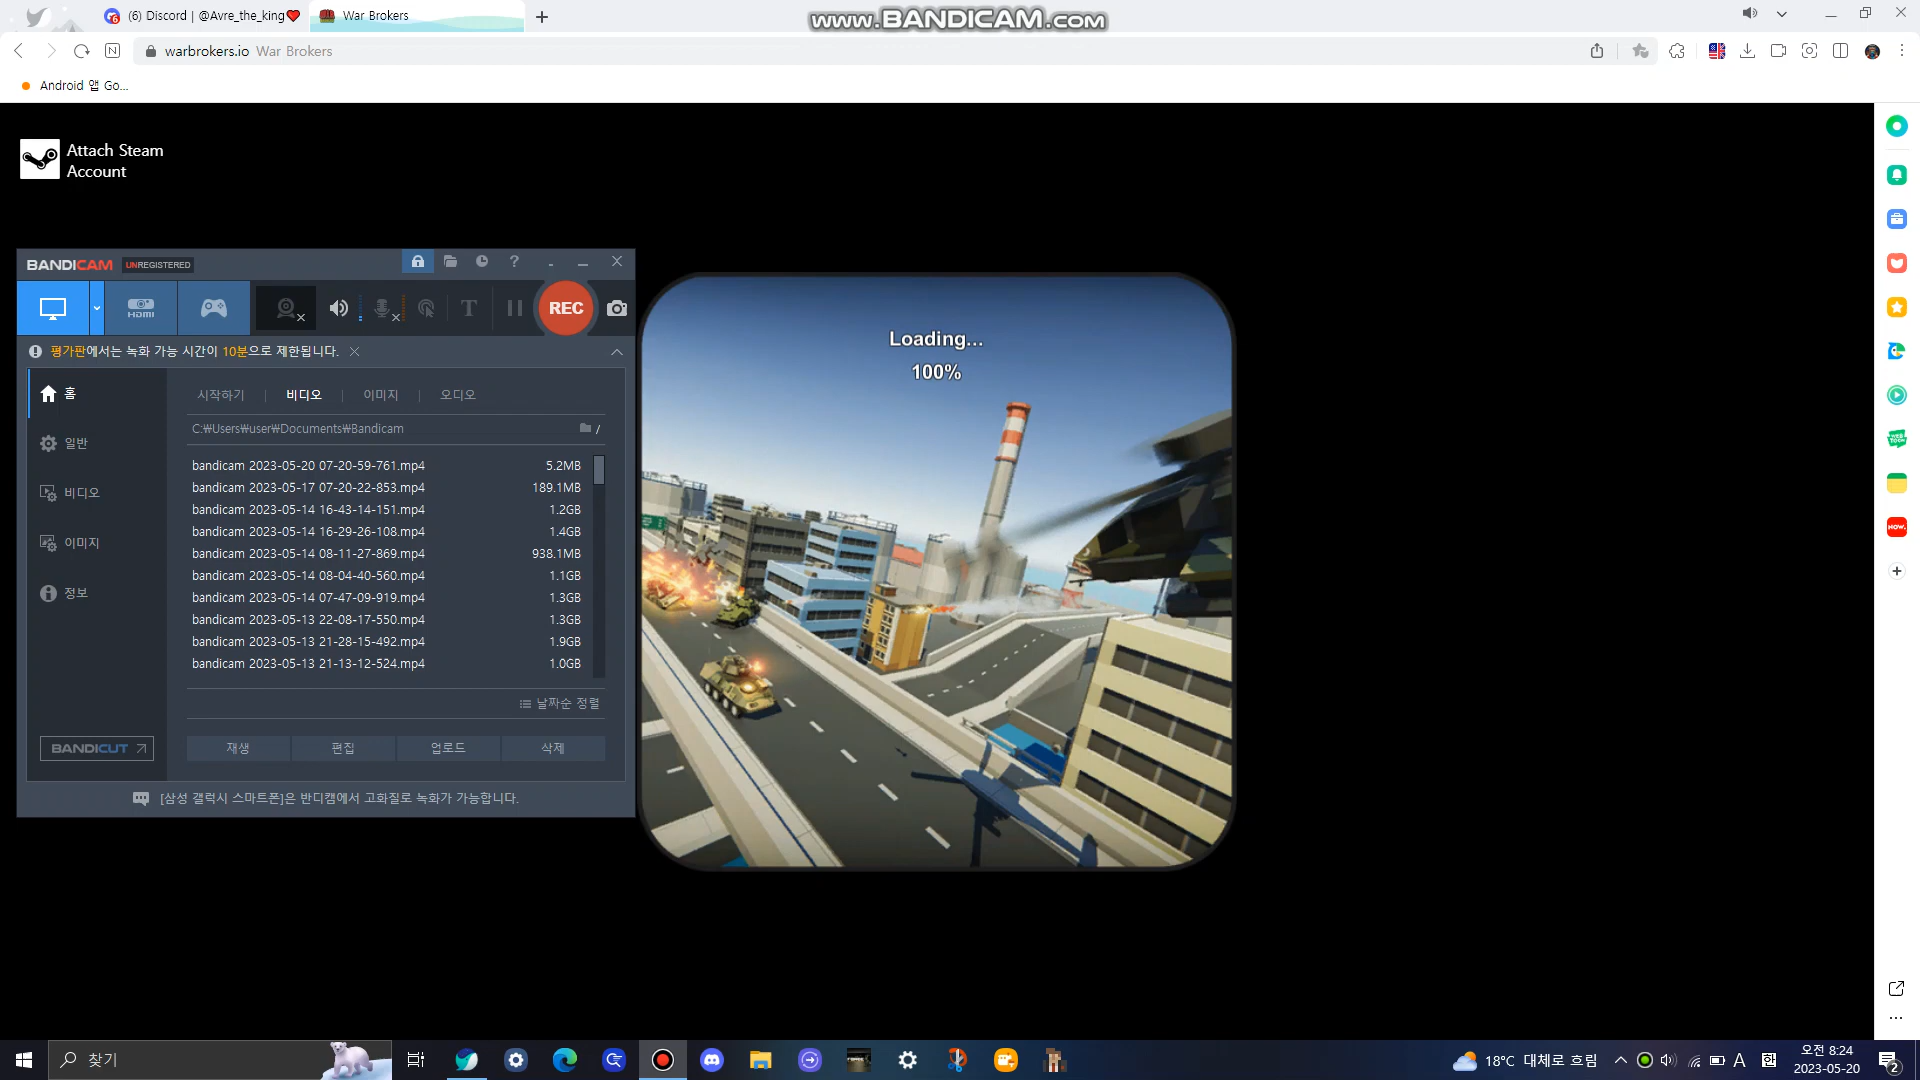 (6) Discord | @Avre_the_king❤️
War Brokers
www.BANDICAM.com
N
warbrokers.io War Brokers
Android 앱 Go...
Attach Steam
Account
BANDICAM UNREGISTERED
?
HDMI
T
REC
평가판에서는 녹화 가능 시간이 10분으로 제한됩니다.
홈
일반
비디오
이미지
정보
BANDICUT
시작하기 | 비디오 | 이미지 | 오디오
C:₩Users₩user₩Documents₩Bandicam /
bandicam 2023-05-20 07-20-59-761.mp4 5.2MB
bandicam 2023-05-17 07-20-22-853.mp4 189.1MB
bandicam 2023-05-14 16-43-14-151.mp4 1.2GB
bandicam 2023-05-14 16-29-26-108.mp4 1.4GB
bandicam 2023-05-14 08-11-27-869.mp4 938.1MB
bandicam 2023-05-14 08-04-40-560.mp4 1.1GB
bandicam 2023-05-14 07-47-09-919.mp4 1.3GB
bandicam 2023-05-13 22-08-17-550.mp4 1.3GB
bandicam 2023-05-13 21-28-15-492.mp4 1.9GB
bandicam 2023-05-13 21-13-12-524.mp4 1.0GB
날짜순 정렬
재생 편집 업로드 삭제
[삼성 갤럭시 스마트폰]은 반디캠에서 고화질로 녹화가 가능합니다.
Loading...
100%
WEB TOON
NOW.
찾기
18°C 대체로 흐림
A
오전 8:24
2023-05-20
2